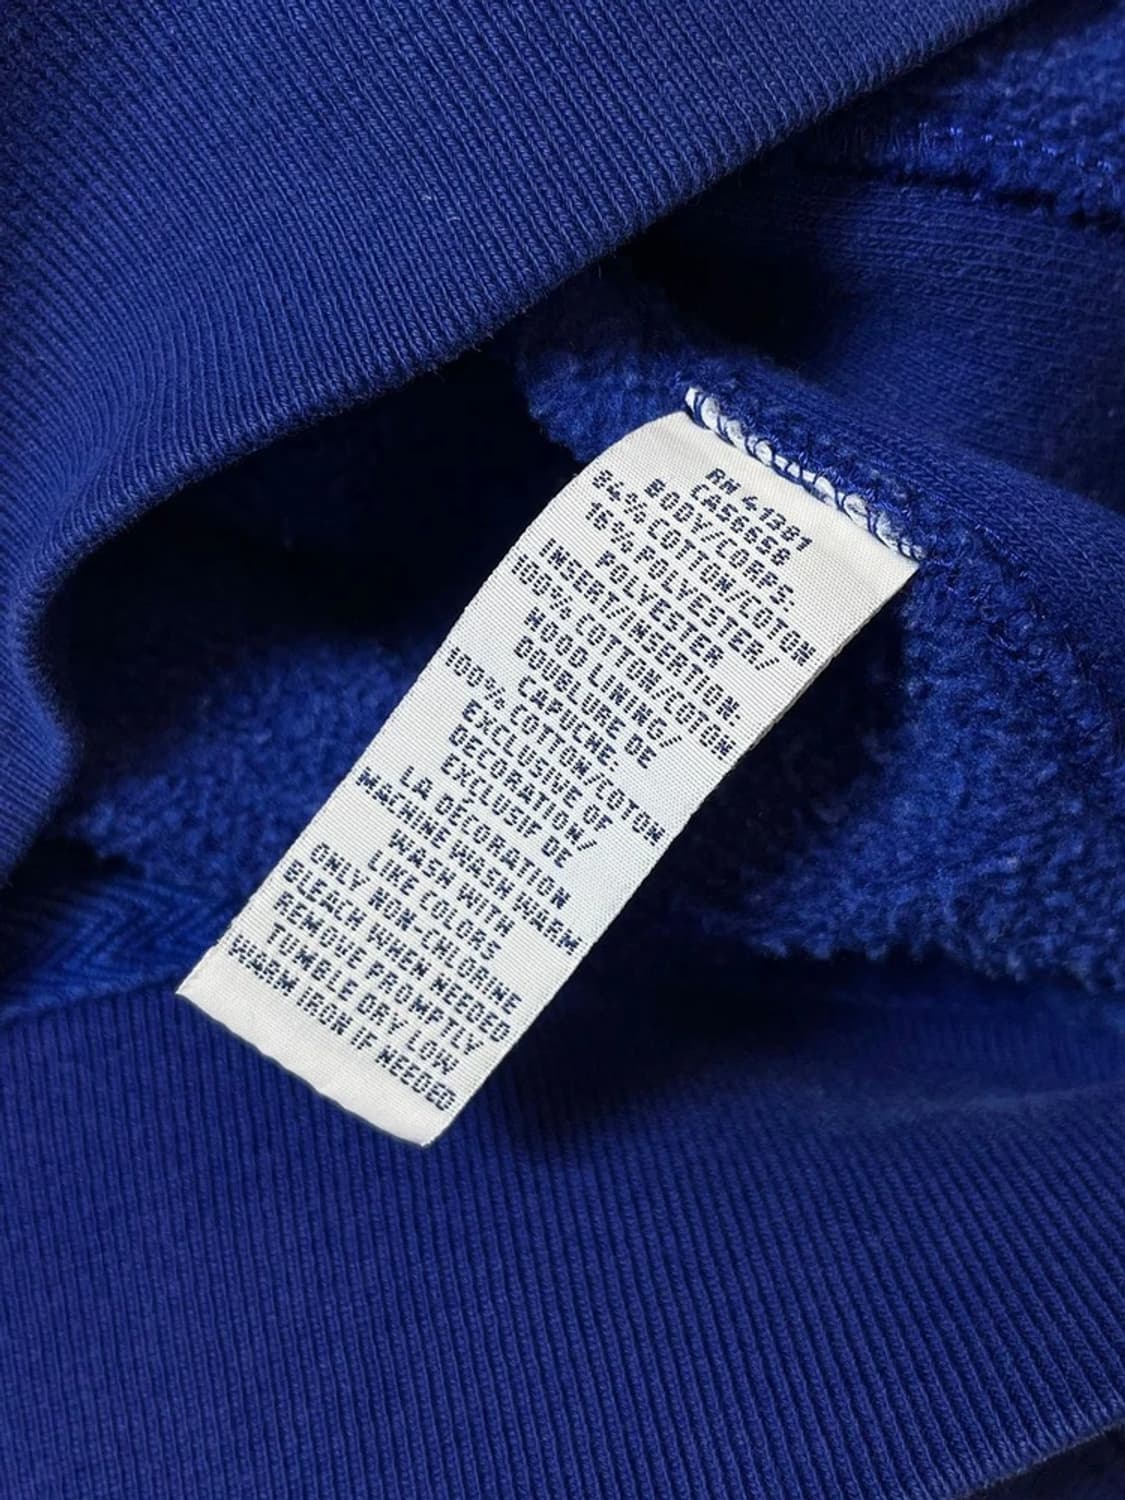 RN 41381
CA56658
BODY/CORPS:
84% COTTON/COTON
16% POLYESTER/
POLYESTER
INSERT/INSERTION:
100% COTTON/COTON
HOOD LINING/
DOUBLURE DE
CAPUCHE:
100% COTTON/COTON
EXCLUSIVE OF
DECORATION/
EXCLUSIF DE
LA DÉCORATION
MACHINE WASH WARM
WASH WITH
LIKE COLORS
ONLY NON-CHLORINE
BLEACH WHEN NEEDED
REMOVE PROMPTLY
TUMBLE DRY LOW
WARM IRON IF NEEDED